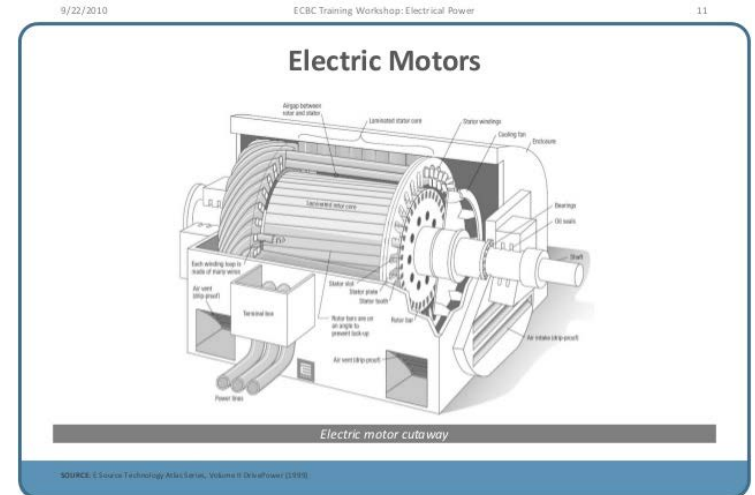 9/22/2010
ECBC Training Workshop: Electrical Power
11
Electric Motors
Airgap between
rotor and stator
Laminated stator core
Stator windings
Cooling fan
Enclosure
Laminated rotor core
Bearings
Oil seals
Shaft
Each winding loop is
made of many wires
Air vent
(drip-proof)
Terminal box
Stator slot
Stator plate
Stator tooth
Rotor bars are on
an angle to
prevent lock-up
Rotor bar
Air intake (drip-proof)
Air vent (drip-proof)
Power lines
Electric motor cutaway
SOURCE: E Source Technology Atlas Series, Volume II DrivePower (1999)